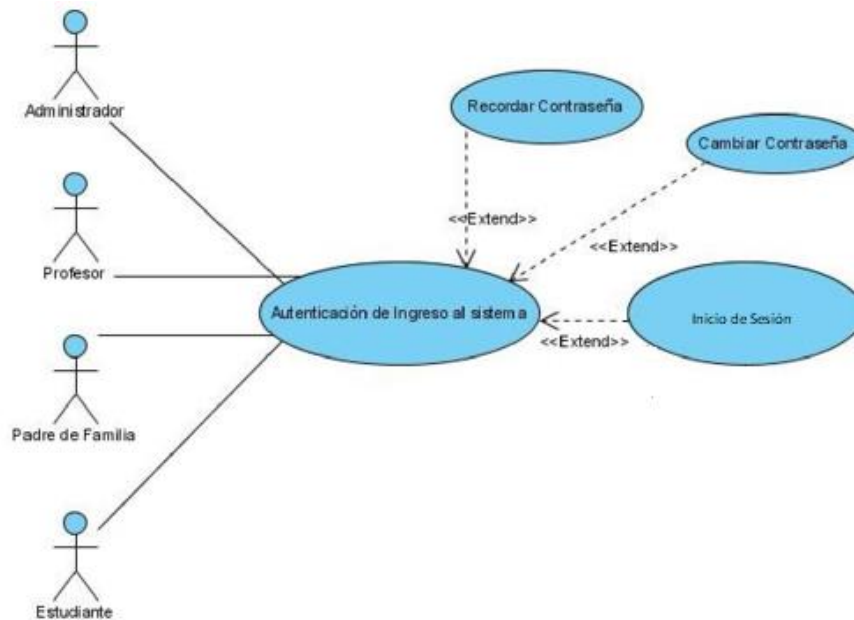 Administrador
Recordar Contraseña
Cambiar Contraseña
<<Extend>>
<<Extend>>
Profesor
Autenticación de Ingreso al sistema
Inicio de Sesión
<<Extend>>
Padre de Familia
Estudiante